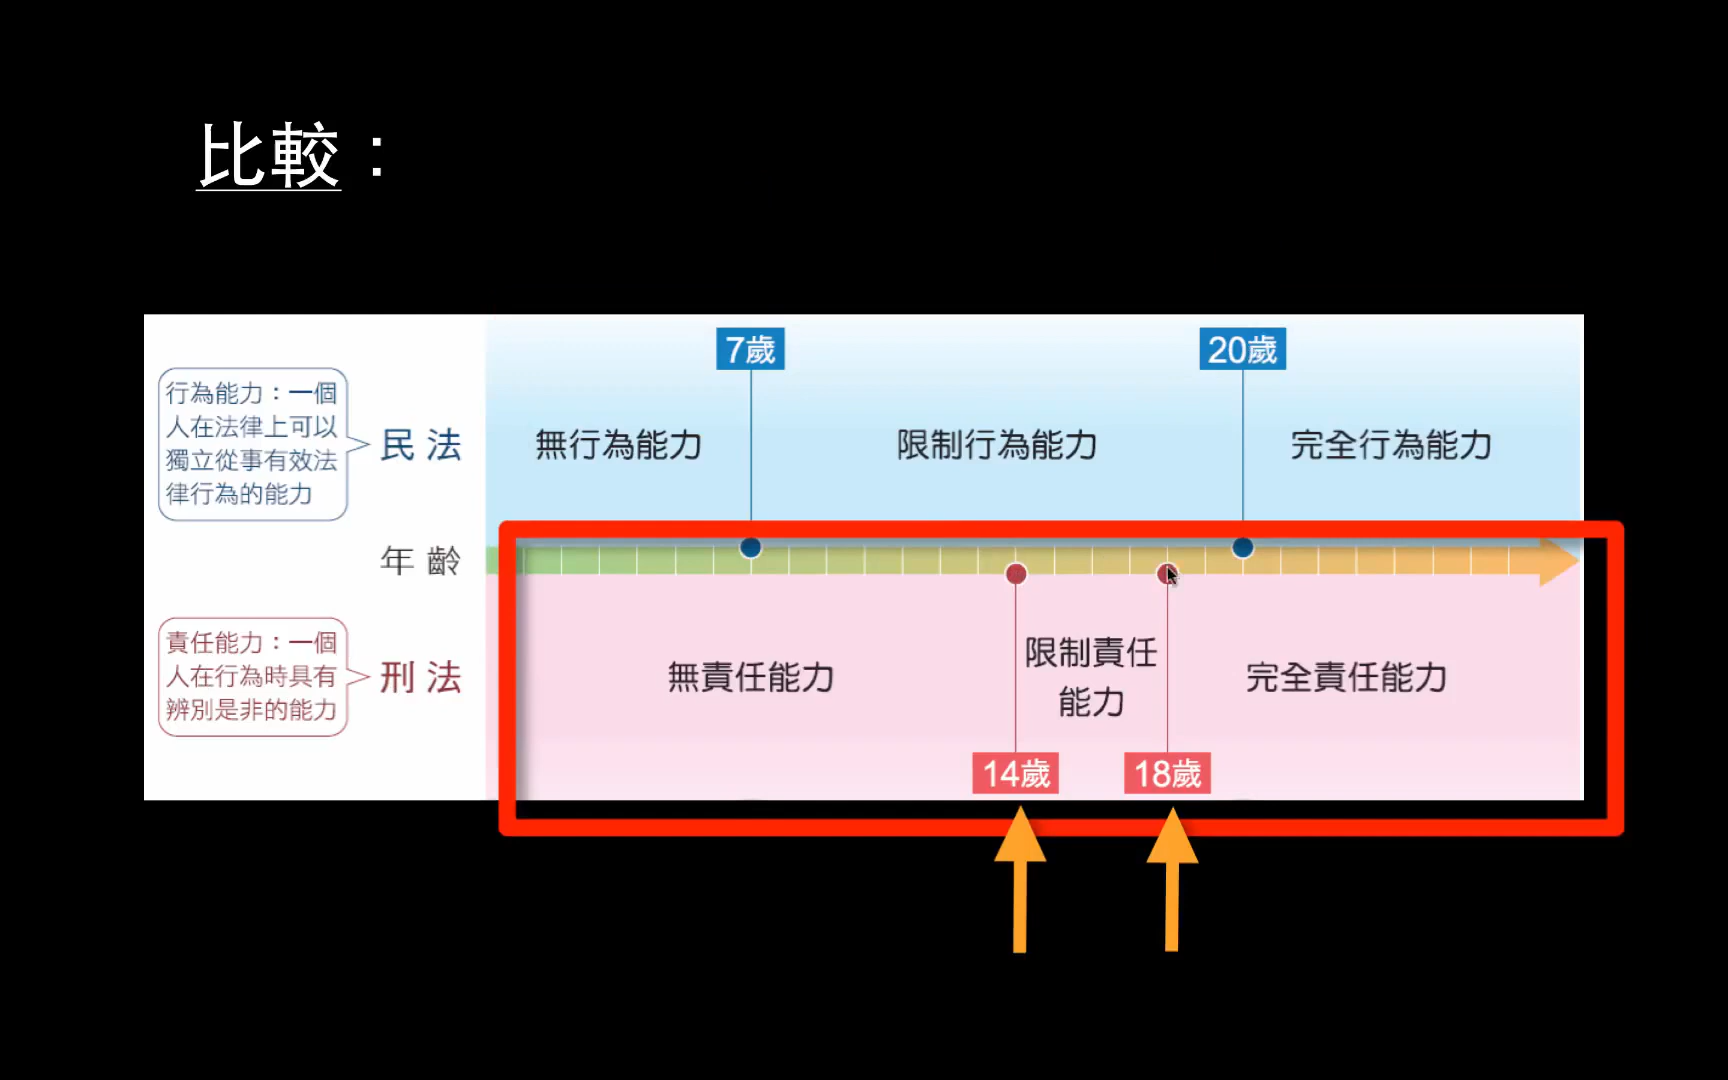 比較：
7歲
20歲
行為能力：一個
人在法律上可以
獨立從事有效法
律行為的能力
民法
無行為能力
限制行為能力
完全行為能力
年齡
責任能力：一個
人在行為時具有
辨別是非的能力
刑法
無責任能力
限制責任
能力
完全責任能力
14歲
18歲